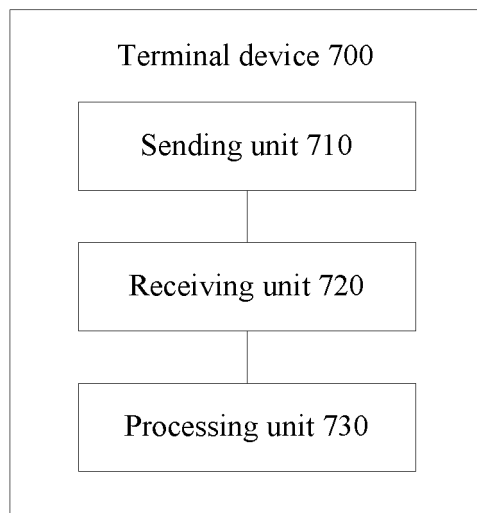 Terminal device 700
Sending unit 710
Receiving unit 720
Processing unit 730